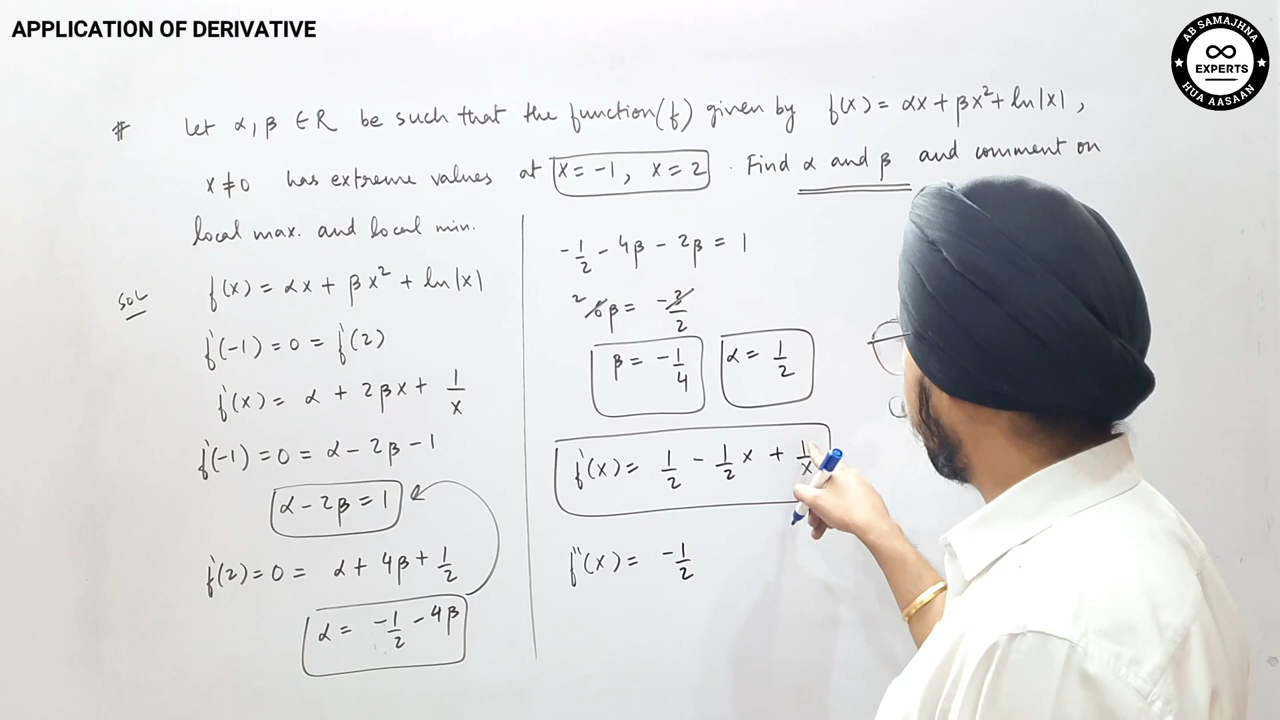 APPLICATION OF DERIVATIVE
AB SAMAJHNA
∞
EXPERTS
HUA AASAAN
# Let α, β ∈ R be such that the function (f) given by f(x) = αx + βx² + ln|x|,
x ≠ 0 has extreme values at x = -1, x = 2 . Find α and β and comment on
local max. and local min.
Sol f(x) = αx + βx² + ln|x|
f'(-1) = 0 = f'(2)
f'(x) = α + 2βx + 1/x
f'(-1) = 0 = α - 2β - 1
α - 2β = 1
f'(2) = 0 = α + 4β + 1/2
α = -1/2 - 4β
-1/2 - 4β - 2β = 1
2 6β = -3/2
β = -1/4 α = 1/2
f'(x) = 1/2 - 1/2 x + 1/x
f''(x) = -1/2